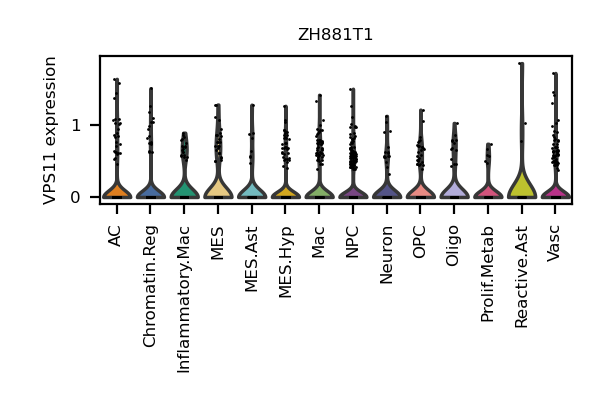 ZH881T1
VPS11 expression
1
0
AC
Chromatin.Reg
Inflammatory.Mac
MES
MES.Ast
MES.Hyp
Mac
NPC
Neuron
OPC
Oligo
Prolif.Metab
Reactive.Ast
Vasc